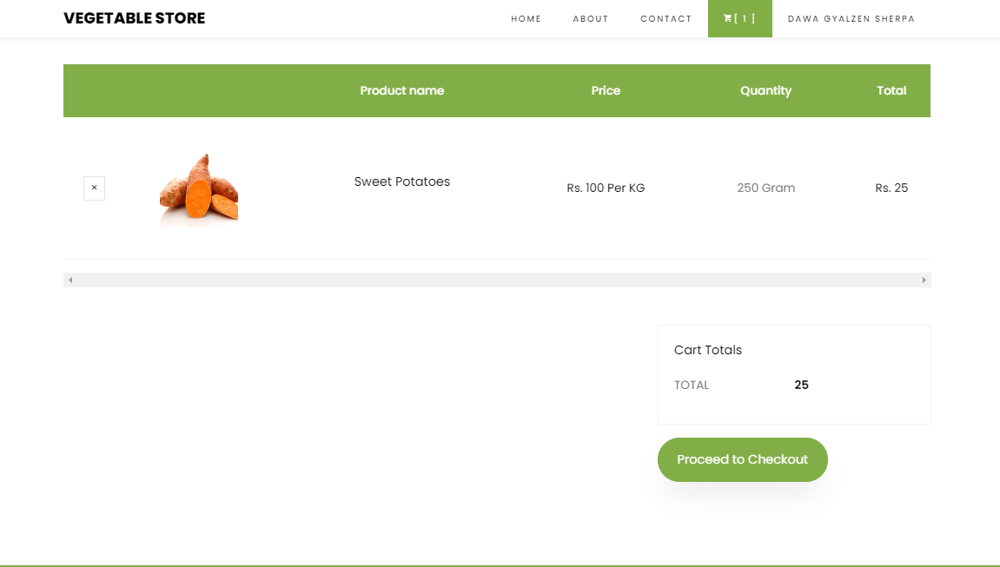 VEGETABLE STORE HOME ABOUT CONTACT [ 1 ] DAWA GYALZEN SHERPA
Product name Price Quantity Total
× Sweet Potatoes Rs. 100 Per KG 250 Gram Rs. 25
Cart Totals
TOTAL 25
Proceed to Checkout